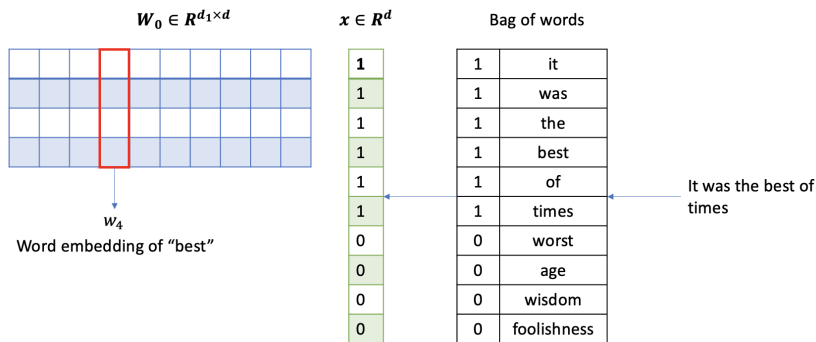 W₀ ∈ R^{d₁×d}
x ∈ R^d
Bag of words
1
1
1
1
1
1
0
0
0
0
1 it
1 was
1 the
1 best
1 of
1 times
0 worst
0 age
0 wisdom
0 foolishness
It was the best of
times
w₄
Word embedding of “best”